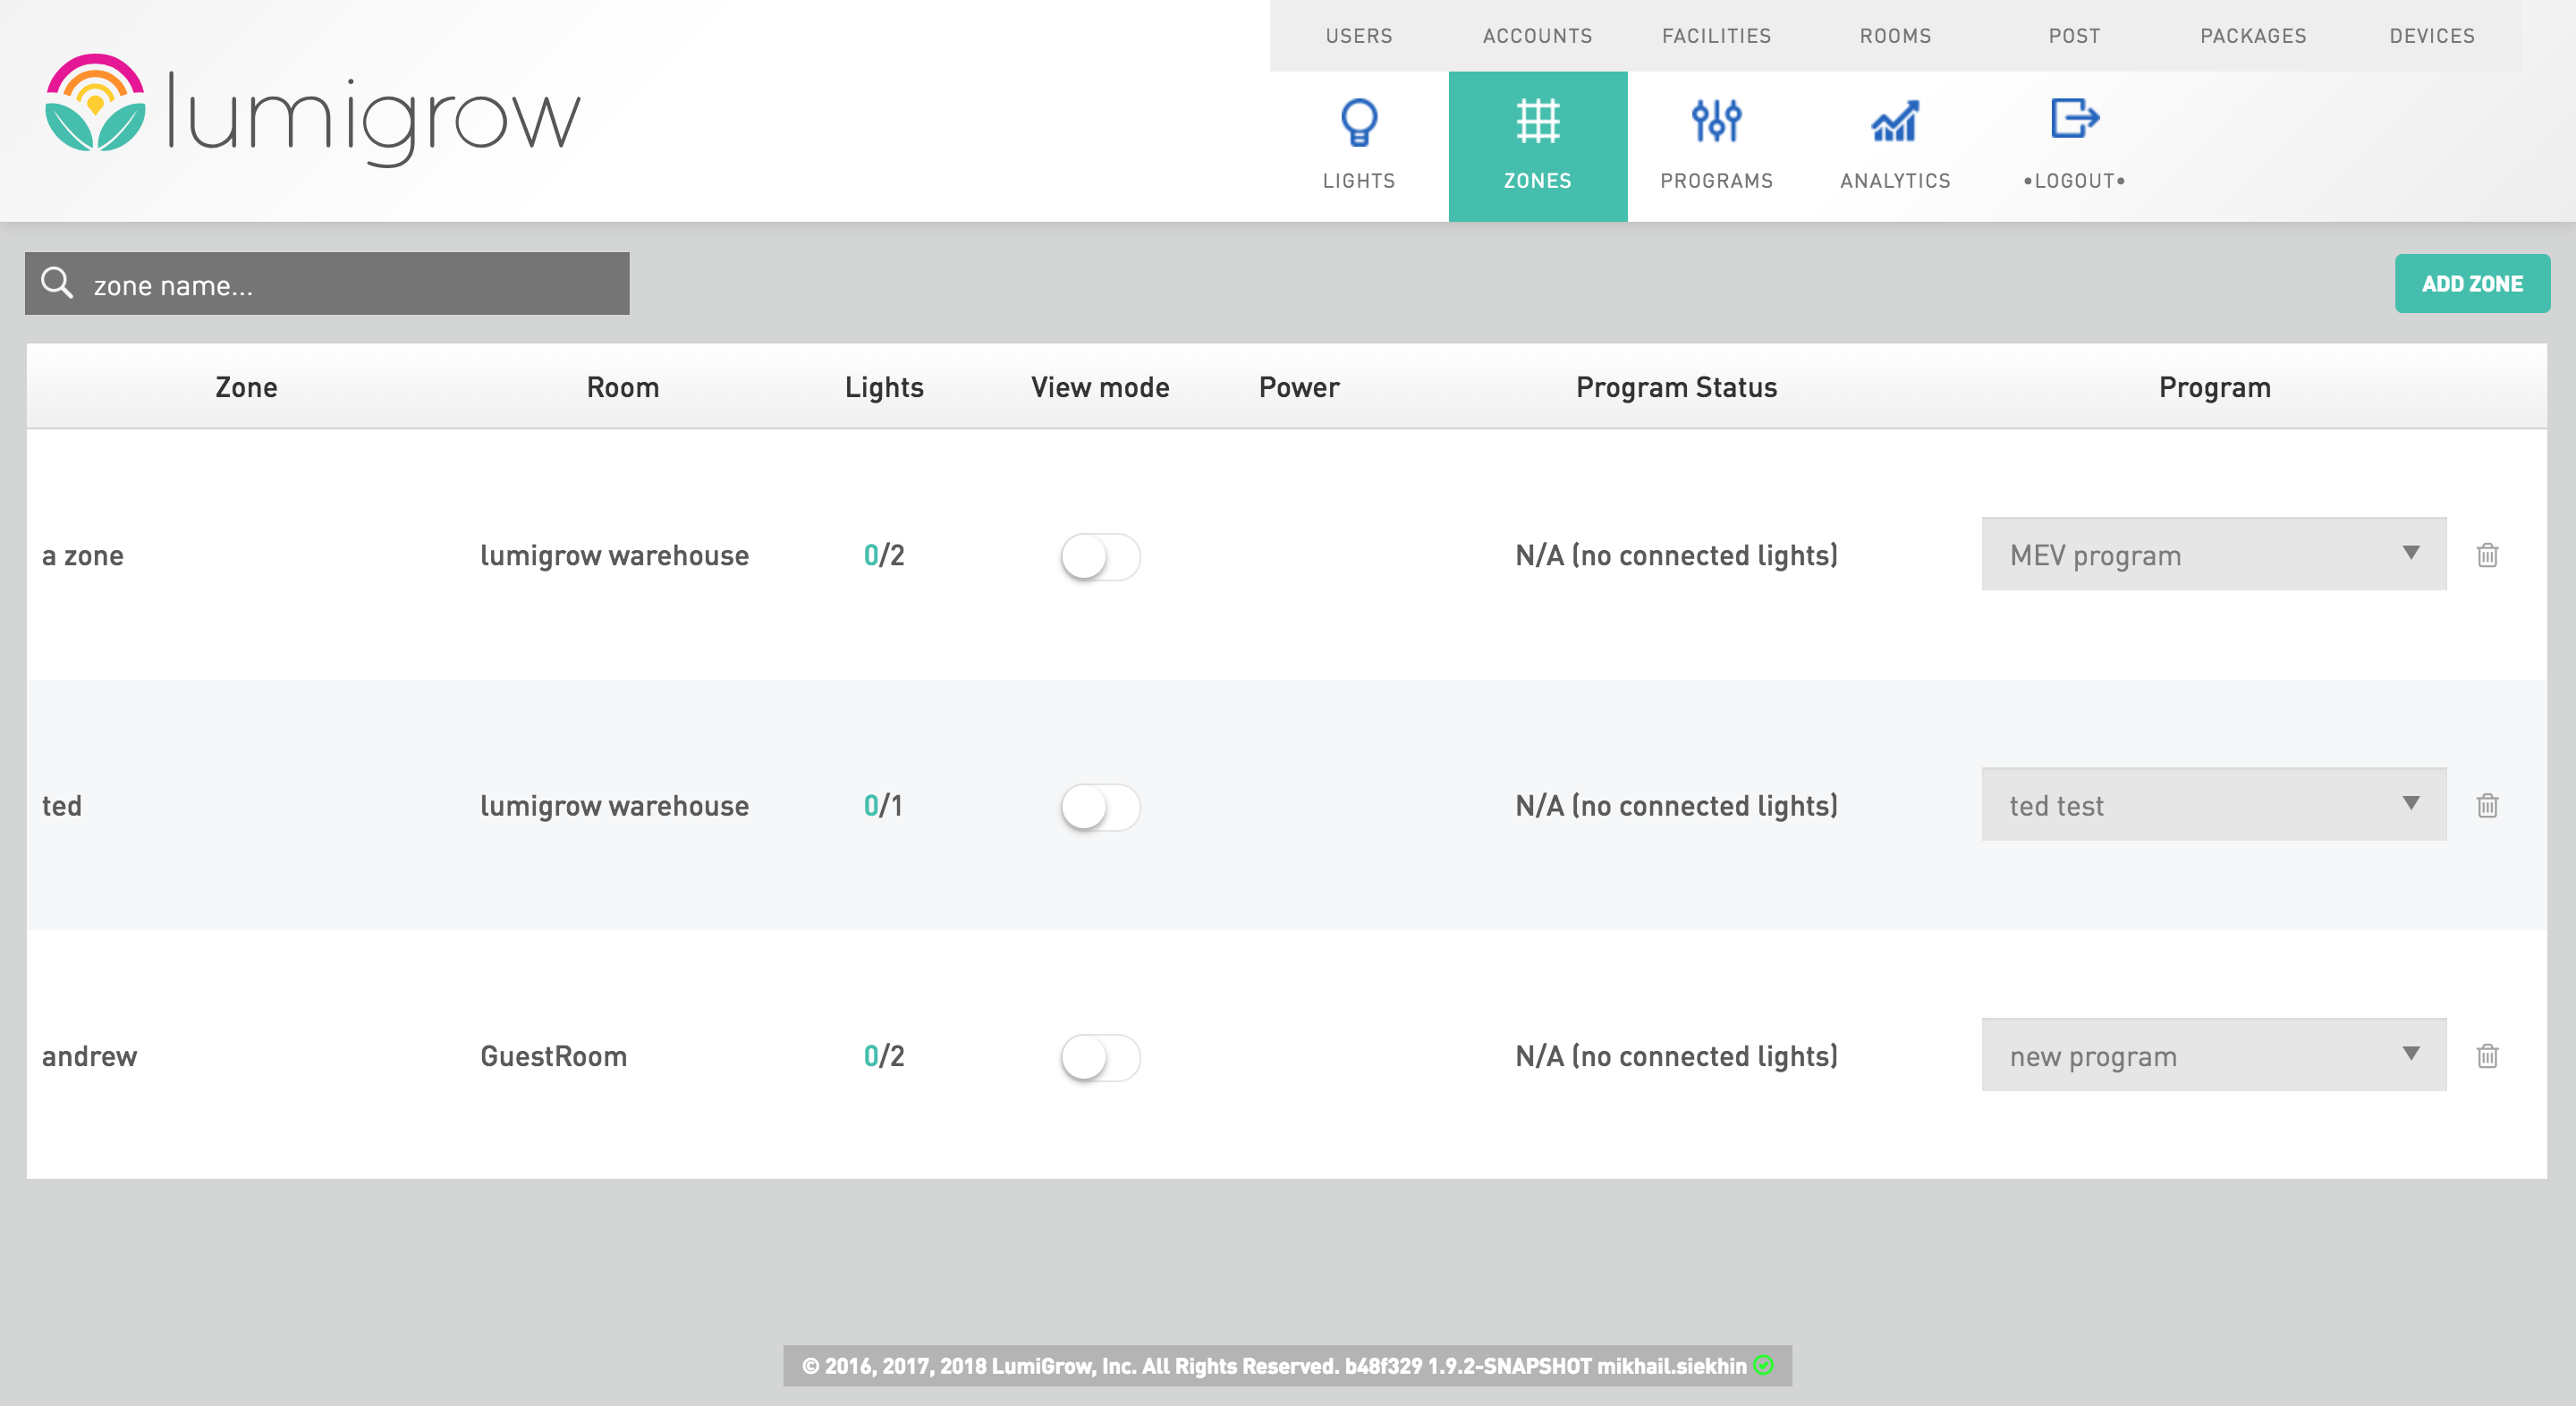 USERS ACCOUNTS FACILITIES ROOMS POST PACKAGES DEVICES
lumigrow
LIGHTS ZONES PROGRAMS ANALYTICS •LOGOUT•
zone name...
ADD ZONE
Zone Room Lights View mode Power Program Status Program
a zone lumigrow warehouse 0/2 N/A (no connected lights) MEV program
ted lumigrow warehouse 0/1 N/A (no connected lights) ted test
andrew GuestRoom 0/2 N/A (no connected lights) new program
© 2016, 2017, 2018 LumiGrow, Inc. All Rights Reserved. b48f329 1.9.2-SNAPSHOT mikhail.siekhin